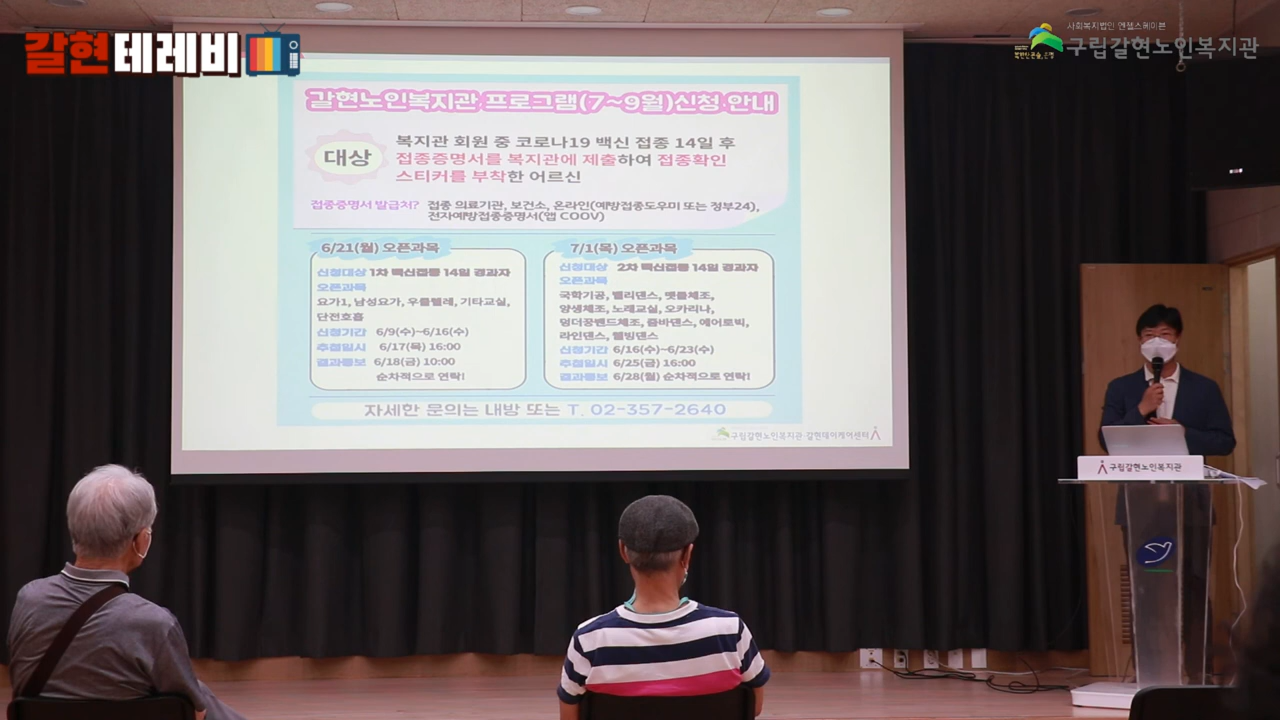 갈현테레비
사회복지법인 엔젤스헤이븐
구립갈현노인복지관
갈현노인복지관 프로그램(7~9월)신청 안내
대상
복지관 회원 중 코로나19 백신 접종 14일 후
접종증명서를 복지관에 제출하여 접종확인
스티커를 부착한 어르신
접종증명서 발급처? 접종 의료기관, 보건소, 온라인(예방접종도우미 또는 정부24),
전자예방접종증명서(앱 COOV)
6/21(월) 오픈과목
신청대상 1차 백신접종 14일 경과자
오픈과목
요가1, 남성요가, 우쿨렐레, 기타교실,
단전호흡
신청기간 6/9(수)~6/16(수)
추첨일시 6/17(목) 16:00
결과통보 6/18(금) 10:00
순차적으로 연락!
7/1(목) 오픈과목
신청대상 2차 백신접종 14일 경과자
오픈과목
국학기공, 밸리댄스, 맷돌체조,
양생체조, 노래교실, 오카리나,
덩더꿍밴드체조, 줌바댄스, 에어로빅,
라인댄스, 웰빙댄스
신청기간 6/16(수)~6/23(수)
추첨일시 6/25(금) 16:00
결과통보 6/28(월) 순차적으로 연락!
자세한 문의는 내방 또는 T. 02-357-2640
구립갈현노인복지관·갈현데이케어센터
구립갈현노인복지관